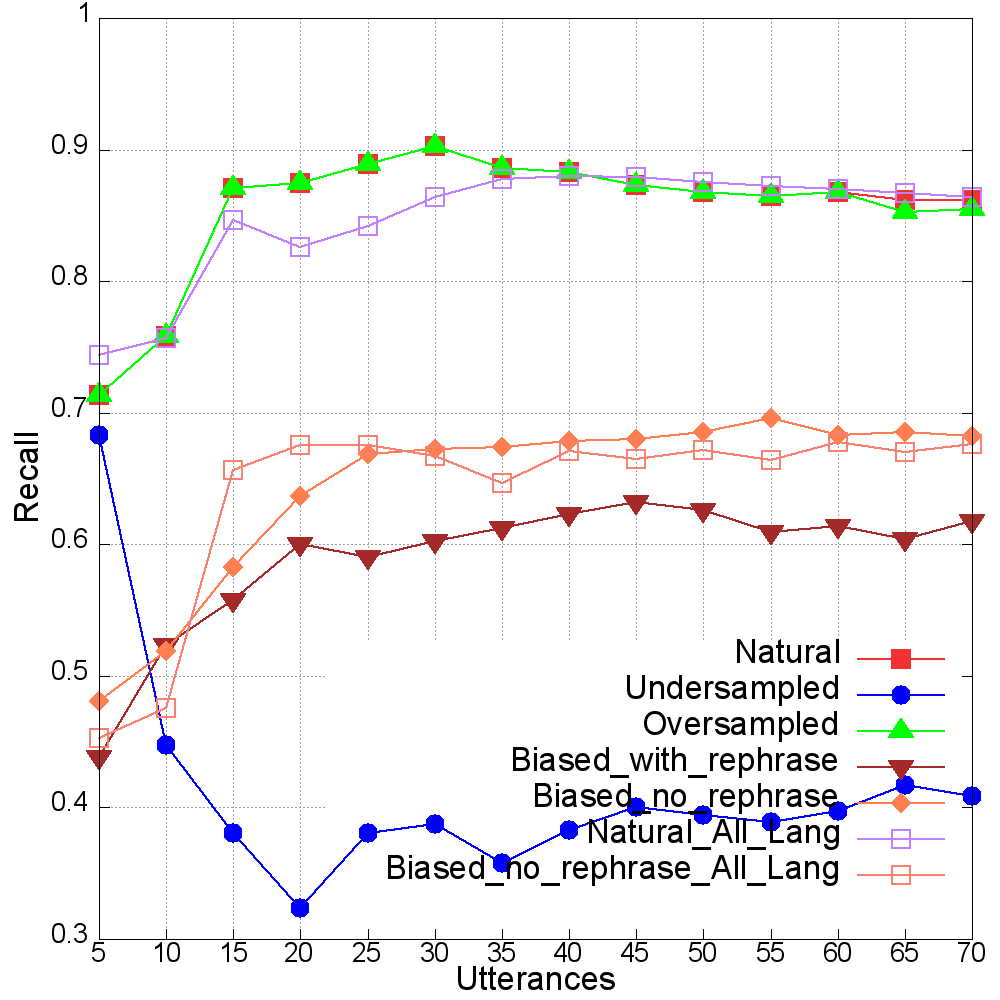 1
0.9
0.8
0.7
0.6
0.5
0.4
0.3
Recall
Natural
Undersampled
Oversampled
Biased_with_rephrase
Biased_no_rephrase
Natural_All_Lang
Biased_no_rephrase_All_Lang
5 10 15 20 25 30 35 40 45 50 55 60 65 70
Utterances